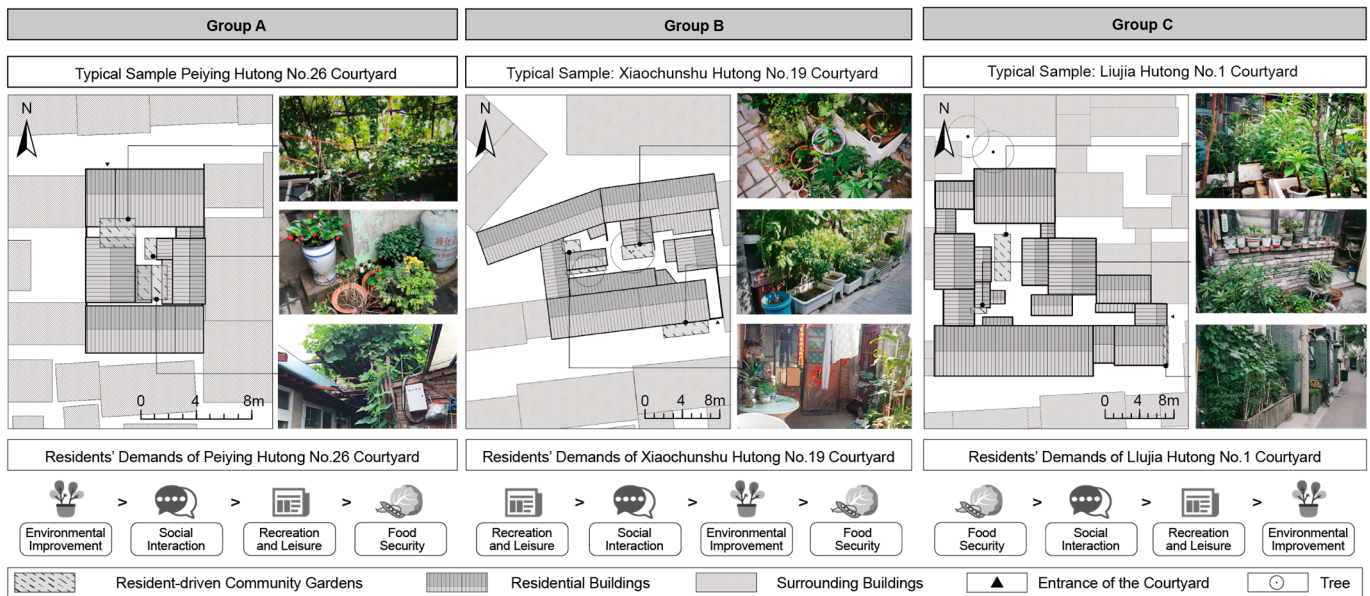 Group A
Group B
Group C
Typical Sample Peiying Hutong No.26 Courtyard
Typical Sample: Xiaochunshu Hutong No.19 Courtyard
Typical Sample: Liujia Hutong No.1 Courtyard
N
0 4 8m
N
0 4 8m
N
0 4 8m
Residents' Demands of Peiying Hutong No.26 Courtyard
Residents' Demands of Xiaochunshu Hutong No.19 Courtyard
Residents' Demands of LIujia Hutong No.1 Courtyard
> > >
Environmental
Improvement
Social
Interaction
Recreation
and Leisure
Food
Security
> > >
Recreation
and Leisure
Social
Interaction
Environmental
Improvement
Food
Security
> > >
Food
Security
Social
Interaction
Recreation
and Leisure
Environmental
Improvement
Resident-driven Community Gardens
Residential Buildings
Surrounding Buildings
Entrance of the Courtyard
Tree